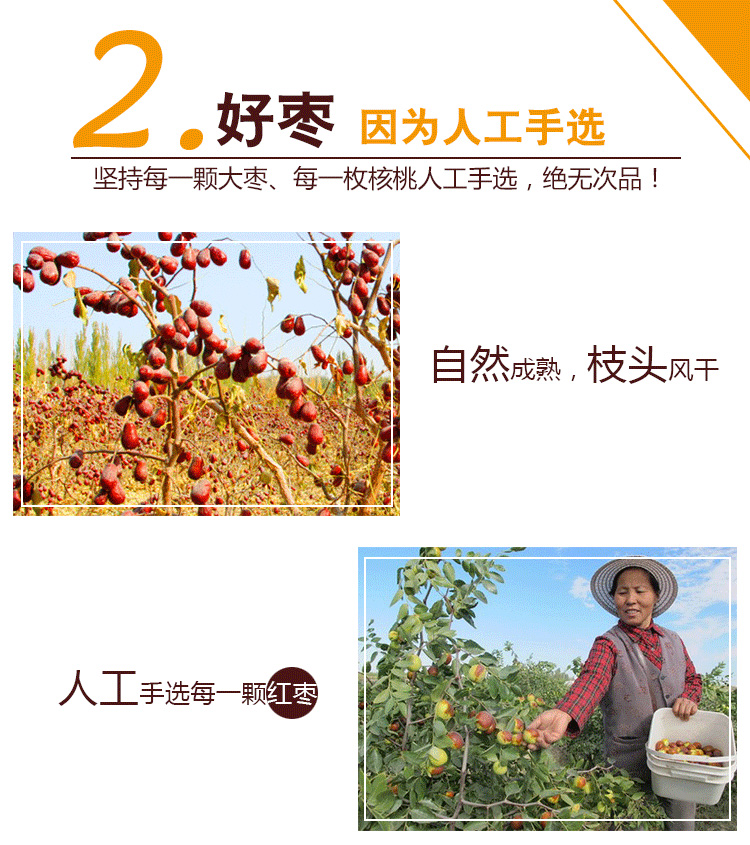 2.好枣 因为人工手选
坚持每一颗大枣、每一枚核桃人工手选，绝无次品！
自然成熟，枝头风干
人工手选每一颗红枣